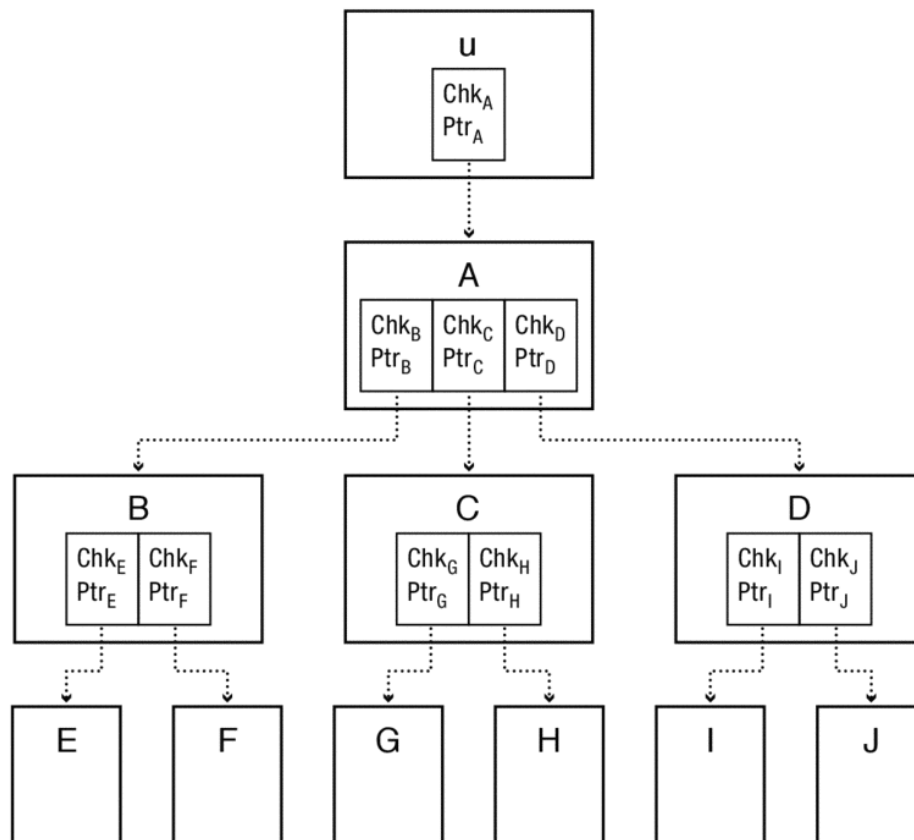 u
Chk_A
Ptr_A
A
Chk_B Chk_C Chk_D
Ptr_B Ptr_C Ptr_D
B C D
Chk_E Chk_F Chk_G Chk_H Chk_I Chk_J
Ptr_E Ptr_F Ptr_G Ptr_H Ptr_I Ptr_J
E F G H I J